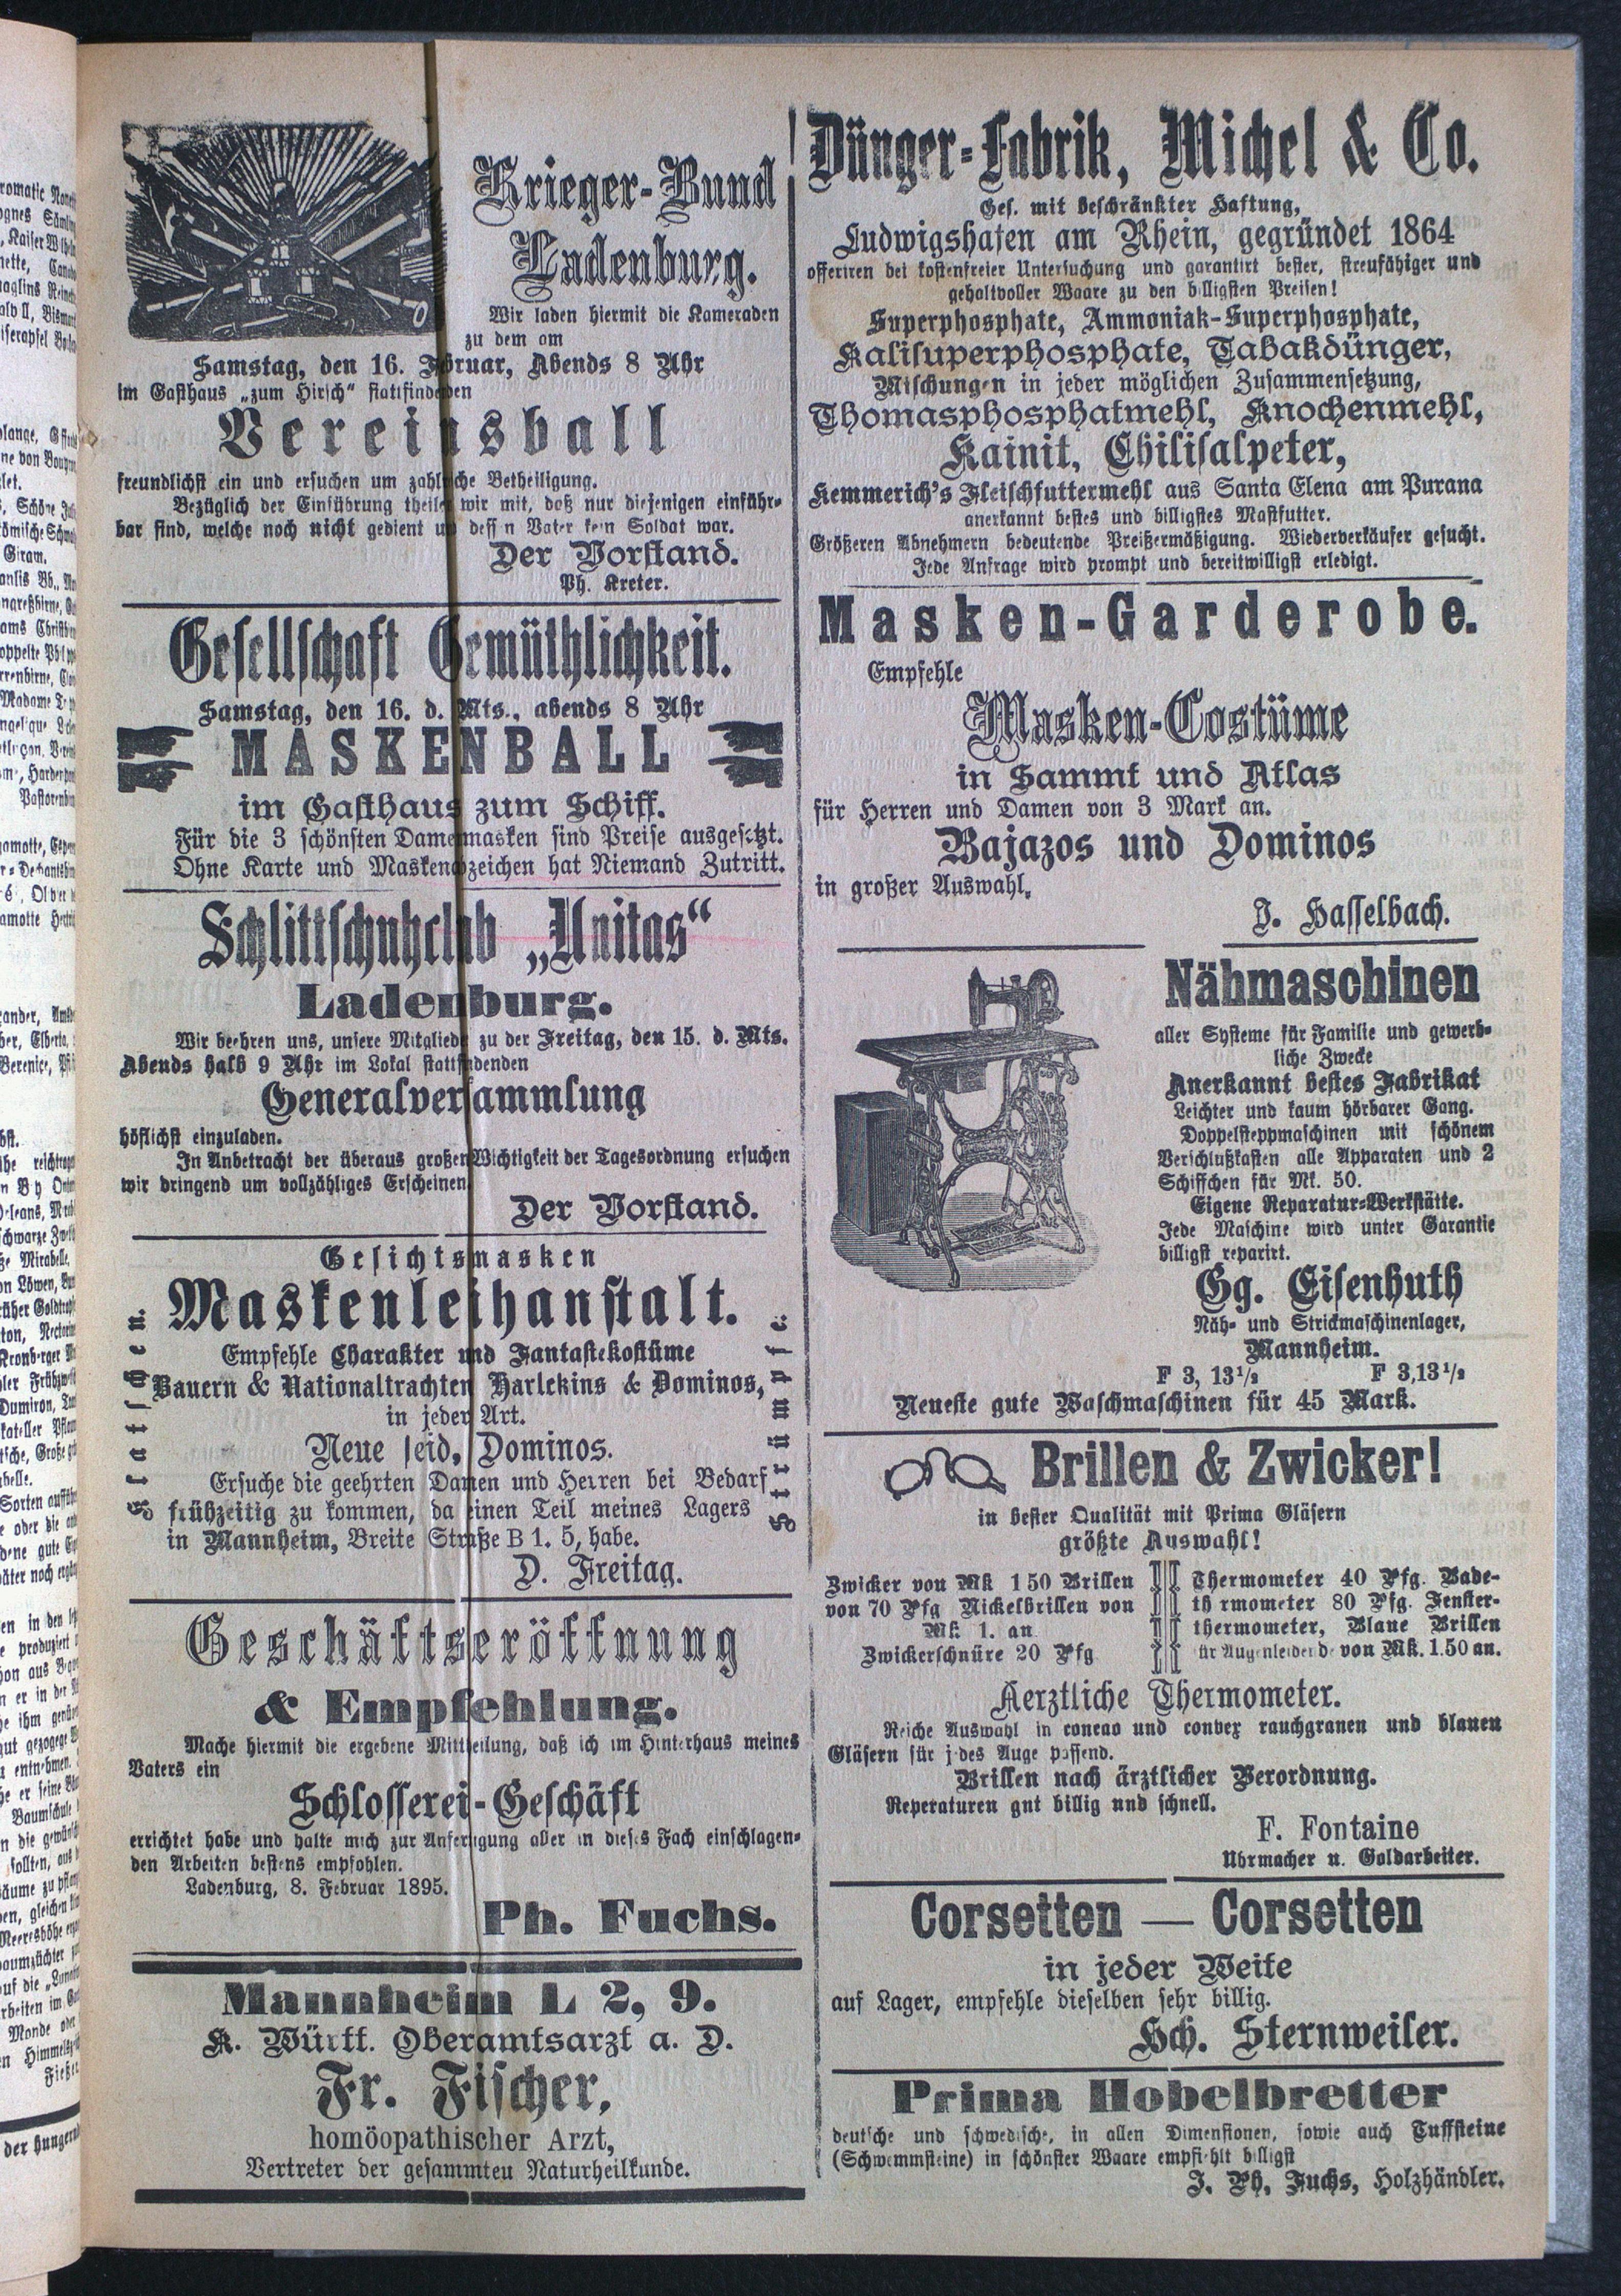 Krieger-Bund
Ladenburg.
Wir laden hiermit die Kameraden
zu dem am
Samstag, den 16. Februar, Abends 8 Uhr
im Gasthaus „zum Hirsch" stattfindenden
Vereinsball
freundlichst ein und ersuchen um zahlreiche Betheiligung.
Bezüglich der Einführung theilen wir mit, daß nur diejenigen einführ-
bar sind, welche noch nicht gedient und dessen Vater kein Soldat war.
Der Vorstand.
Ph. Kreter.
Gesellschaft Gemüthlichkeit.
Samstag, den 16. d. Mts., abends 8 Uhr
MASKENBALL
im Gasthaus zum Schiff.
Für die 3 schönsten Damenmasken sind Preise ausgesetzt.
Ohne Karte und Maskenabzeichen hat Niemand Zutritt.
Schlittschuhclub „Unitas"
Ladenburg.
Wir beehren uns, unsere Mitglieder zu der Freitag, den 15. d. Mts.
Abends halb 9 Uhr im Lokal stattfindenden
Generalversammlung
höflichst einzuladen.
In Anbetracht der überaus großen Wichtigkeit der Tagesordnung ersuchen
wir dringend um vollzähliges Erscheinen.
Der Vorstand.
Gesichtsmasken
Maskenleihanstalt.
Empfehle Charakter und Fantastekostüme
Bauern & Nationaltrachten Harlekins & Dominos,
in jeder Art.
Neue seid. Dominos.
Ersuche die geehrten Damen und Herren bei Bedarf
frühzeitig zu kommen, da einen Teil meines Lagers
in Mannheim, Breite Straße B 1. 5, habe.
D. Freitag.
Strümpfe.
Geschäftseröffnung
& Empfehlung.
Mache hiermit die ergebene Mittheilung, daß ich im Hinterhaus meines
Vaters ein
Schlosserei-Geschäft
errichtet habe und halte mich zur Anfertigung aller in dieses Fach einschlagen-
den Arbeiten bestens empfohlen.
Ladenburg, 8. Februar 1895.
Ph. Fuchs.
Mannheim L 2, 9.
K. Württ. Oberamtsarzt a. D.
Fr. Fischer,
homöopathischer Arzt,
Vertreter der gesammten Naturheilkunde.
Dünger-Fabrik, Michel & Co.
Ges. mit beschränkter Haftung,
Ludwigshafen am Rhein, gegründet 1864
offeriren bei kostenfreier Untersuchung und garantirt bester, streufähiger und
gehaltvoller Waare zu den billigsten Preisen!
Superphosphate, Ammoniak-Superphosphate,
Kalisuperphosphate, Tabakdünger,
Mischungen in jeder möglichen Zusammensetzung,
Thomasphosphatmehl, Knochenmehl,
Kainit, Chilisalpeter,
Kemmerich's Fleischfuttermehl aus Santa Elena am Purana
anerkannt bestes und billigstes Mastfutter.
Größeren Abnehmern bedeutende Preißermäßigung. Wiederverkäufer gesucht.
Jede Anfrage wird prompt und bereitwilligst erledigt.
Masken-Garderobe.
Empfehle
Masken-Costüme
in Sammt und Atlas
für Herren und Damen von 3 Mark an.
Bajazos und Dominos
in großer Auswahl.
J. Hasselbach.
Nähmaschinen
aller Systeme für Familie und gewerb-
liche Zwecke
Anerkannt bestes Fabrikat
Leichter und kaum hörbarer Gang.
Doppelsteppmaschinen mit schönem
Verschlußkasten alle Apparaten und 2
Schiffchen für Mk. 50.
Eigene Reparatur-Werkstätte.
Jede Maschine wird unter Garantie
billigst reparirt.
Gg. Eisenhuth
Näh- und Strickmaschinenlager,
Mannheim.
F 3, 13½ F 3,13½
Neueste gute Waschmaschinen für 45 Mark.
Brillen & Zwicker!
in bester Qualität mit Prima Gläsern
größte Auswahl!
Zwicker von Mk 150 Brillen
von 70 Pfg Nickelbrillen von
Mk 1. an
Zwickerschnüre 20 Pfg
Thermometer 40 Pfg. Bade-
th rmometer 80 Pfg. Fenster-
thermometer, Blaue Brillen
für Augenleidende von Mk. 1.50 an.
Aerztliche Thermometer.
Reiche Auswahl in concao und convex rauchgranen und blauen
Gläsern für jedes Auge passend.
Brillen nach ärztlicher Verordnung.
Reperaturen gut billig und schnell.
F. Fontaine
Uhrmacher u. Goldarbeiter.
Corsetten — Corsetten
in jeder Weite
auf Lager, empfehle dieselben sehr billig.
Hch. Sternweiler.
Prima Hobelbretter
deutsche und schwedische, in allen Dimensionen, sowie auch Tuffsteine
(Schwemmsteine) in schönster Waare empfiehlt billigst
J. Ph. Fuchs, Holzhändler.